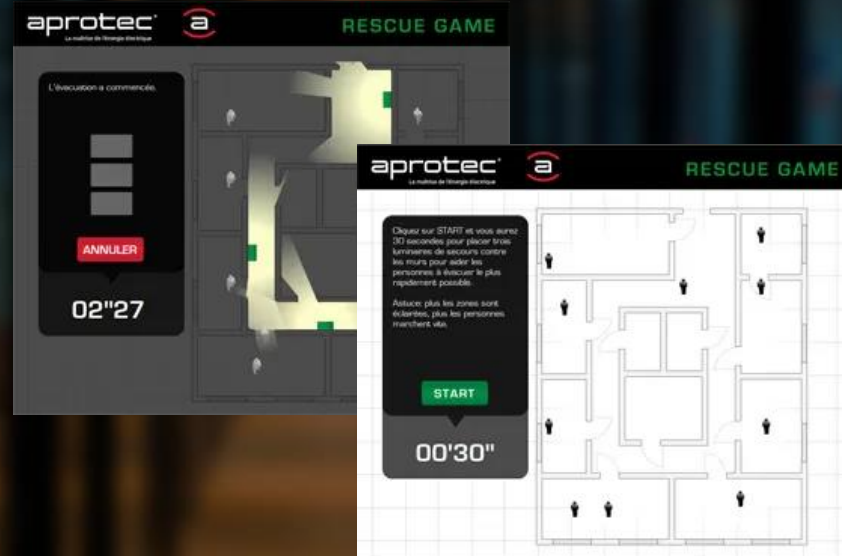 aprotec
La maîtrise de l'énergie électrique
a
RESCUE GAME
L'évacuation a commencée.
ANNULER
02"27
aprotec
La maîtrise de l'énergie électrique
a
RESCUE GAME
Cliquez sur START et vous aurez
30 secondes pour placer trois
luminaires de secours contre
les murs pour aider les
personnes à évacuer le plus
rapidement possible.
Astuce: plus les zones sont
éclairées, plus les personnes
marchent vite.
START
00'30"